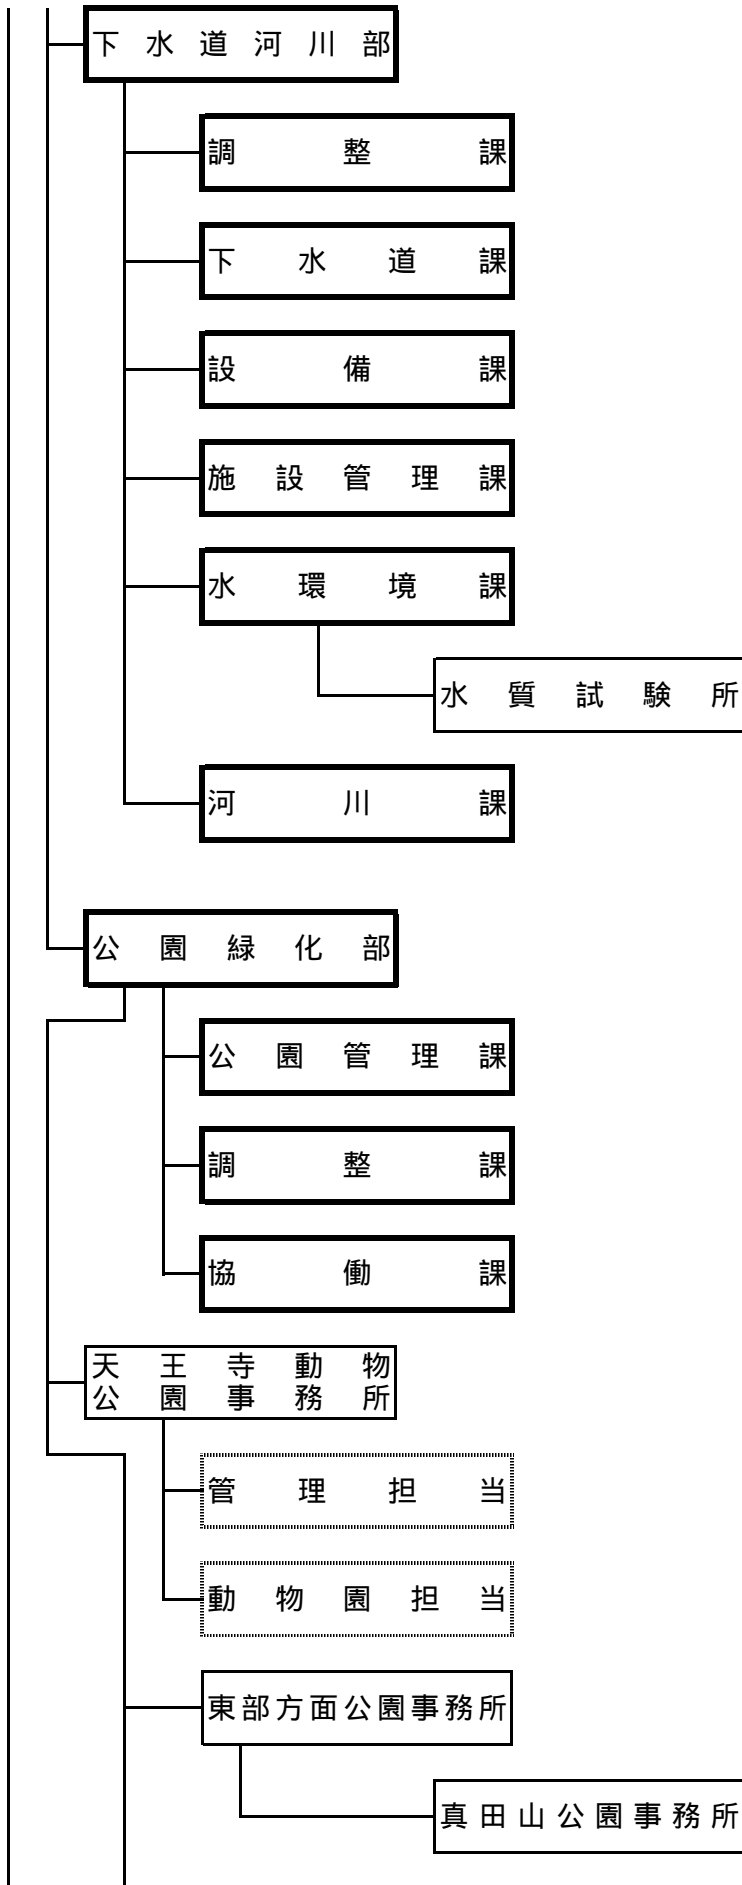 下水道河川部
調整課
下水道課
設備課
施設管理課
水環境課
水質試験所
河川課
公園緑化部
公園管理課
調整課
協働課
天王寺動物
公園事務所
管理担当
動物園担当
東部方面公園事務所
真田山公園事務所